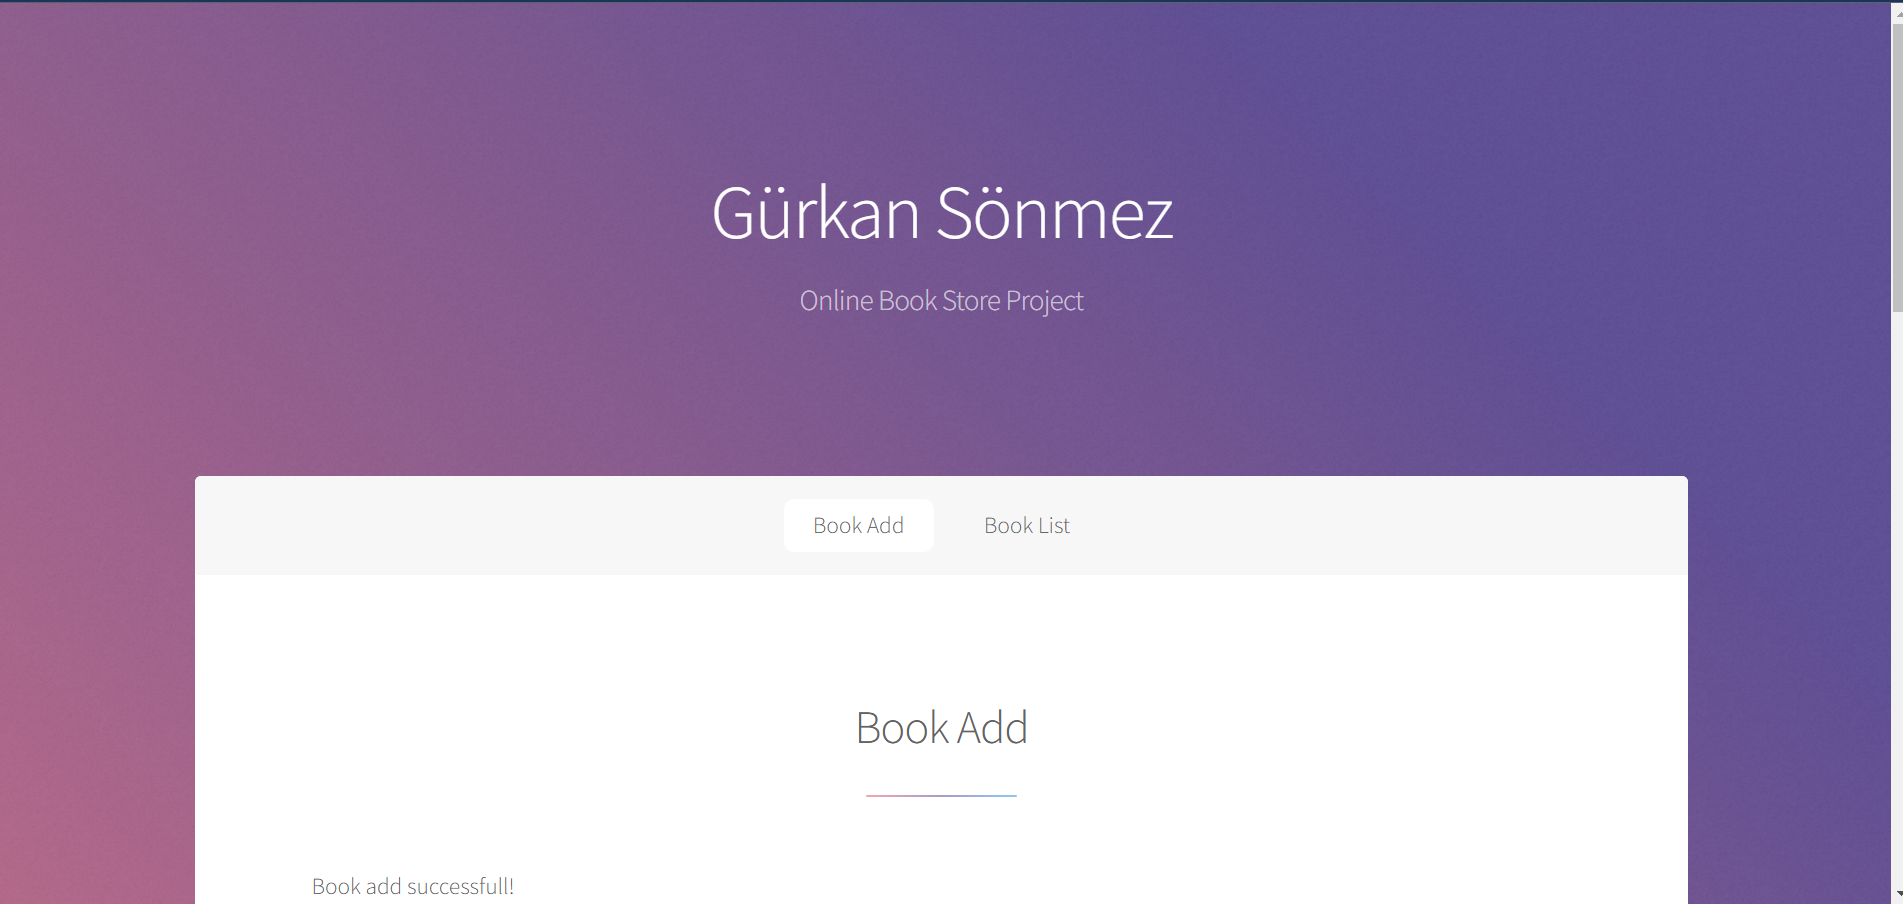 Gürkan Sönmez
Online Book Store Project
Book Add Book List
Book Add
Book add successfull!